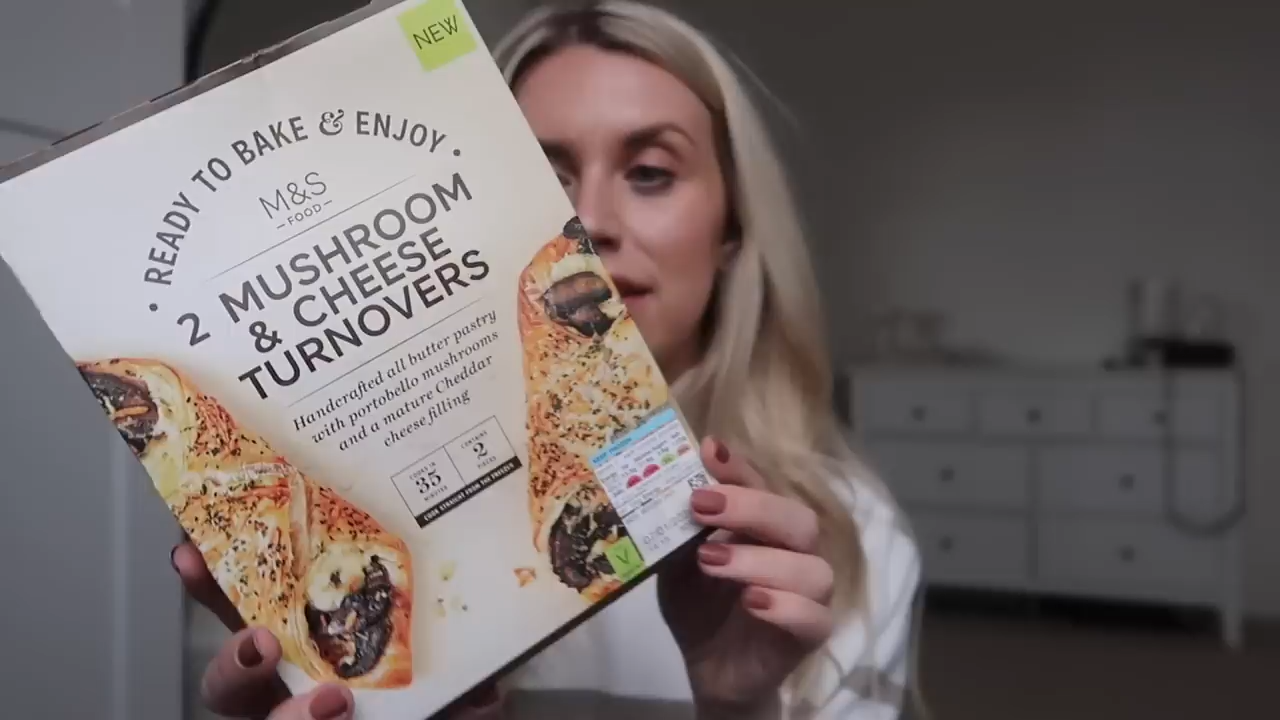 NEW
• READY TO BAKE & ENJOY •
M&S
—FOOD—
2 MUSHROOM
& CHEESE
TURNOVERS
Handcrafted all butter pastry
with portobello mushrooms
and a mature Cheddar
cheese filling
COOKS IN
35
MINUTES
CONTAINS
2
PIECES
COOK STRAIGHT FROM THE FREEZER
V